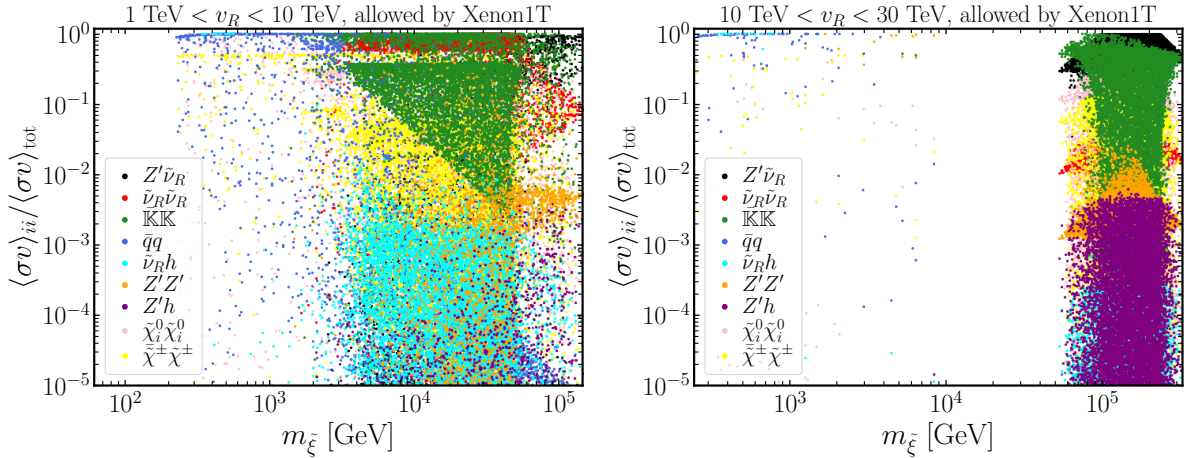 1 TeV < v_R < 10 TeV, allowed by Xenon1T
⟨σv⟩_ii/⟨σv⟩_tot
10^0
10^−1
10^−2
10^−3
10^−4
10^−5
Z′ν̃_R
ν̃_Rν̃_R
𝕂𝕂
q̄q
ν̃_Rh
Z′Z′
Z′h
χ̃_i^0χ̃_i^0
χ̃^±χ̃^±
10^2
10^3
10^4
10^5
m_ξ̃ [GeV]
10 TeV < v_R < 30 TeV, allowed by Xenon1T
⟨σv⟩_ii/⟨σv⟩_tot
10^0
10^−1
10^−2
10^−3
10^−4
10^−5
Z′ν̃_R
ν̃_Rν̃_R
𝕂𝕂
q̄q
ν̃_Rh
Z′Z′
Z′h
χ̃_i^0χ̃_i^0
χ̃^±χ̃^±
10^3
10^4
10^5
m_ξ̃ [GeV]